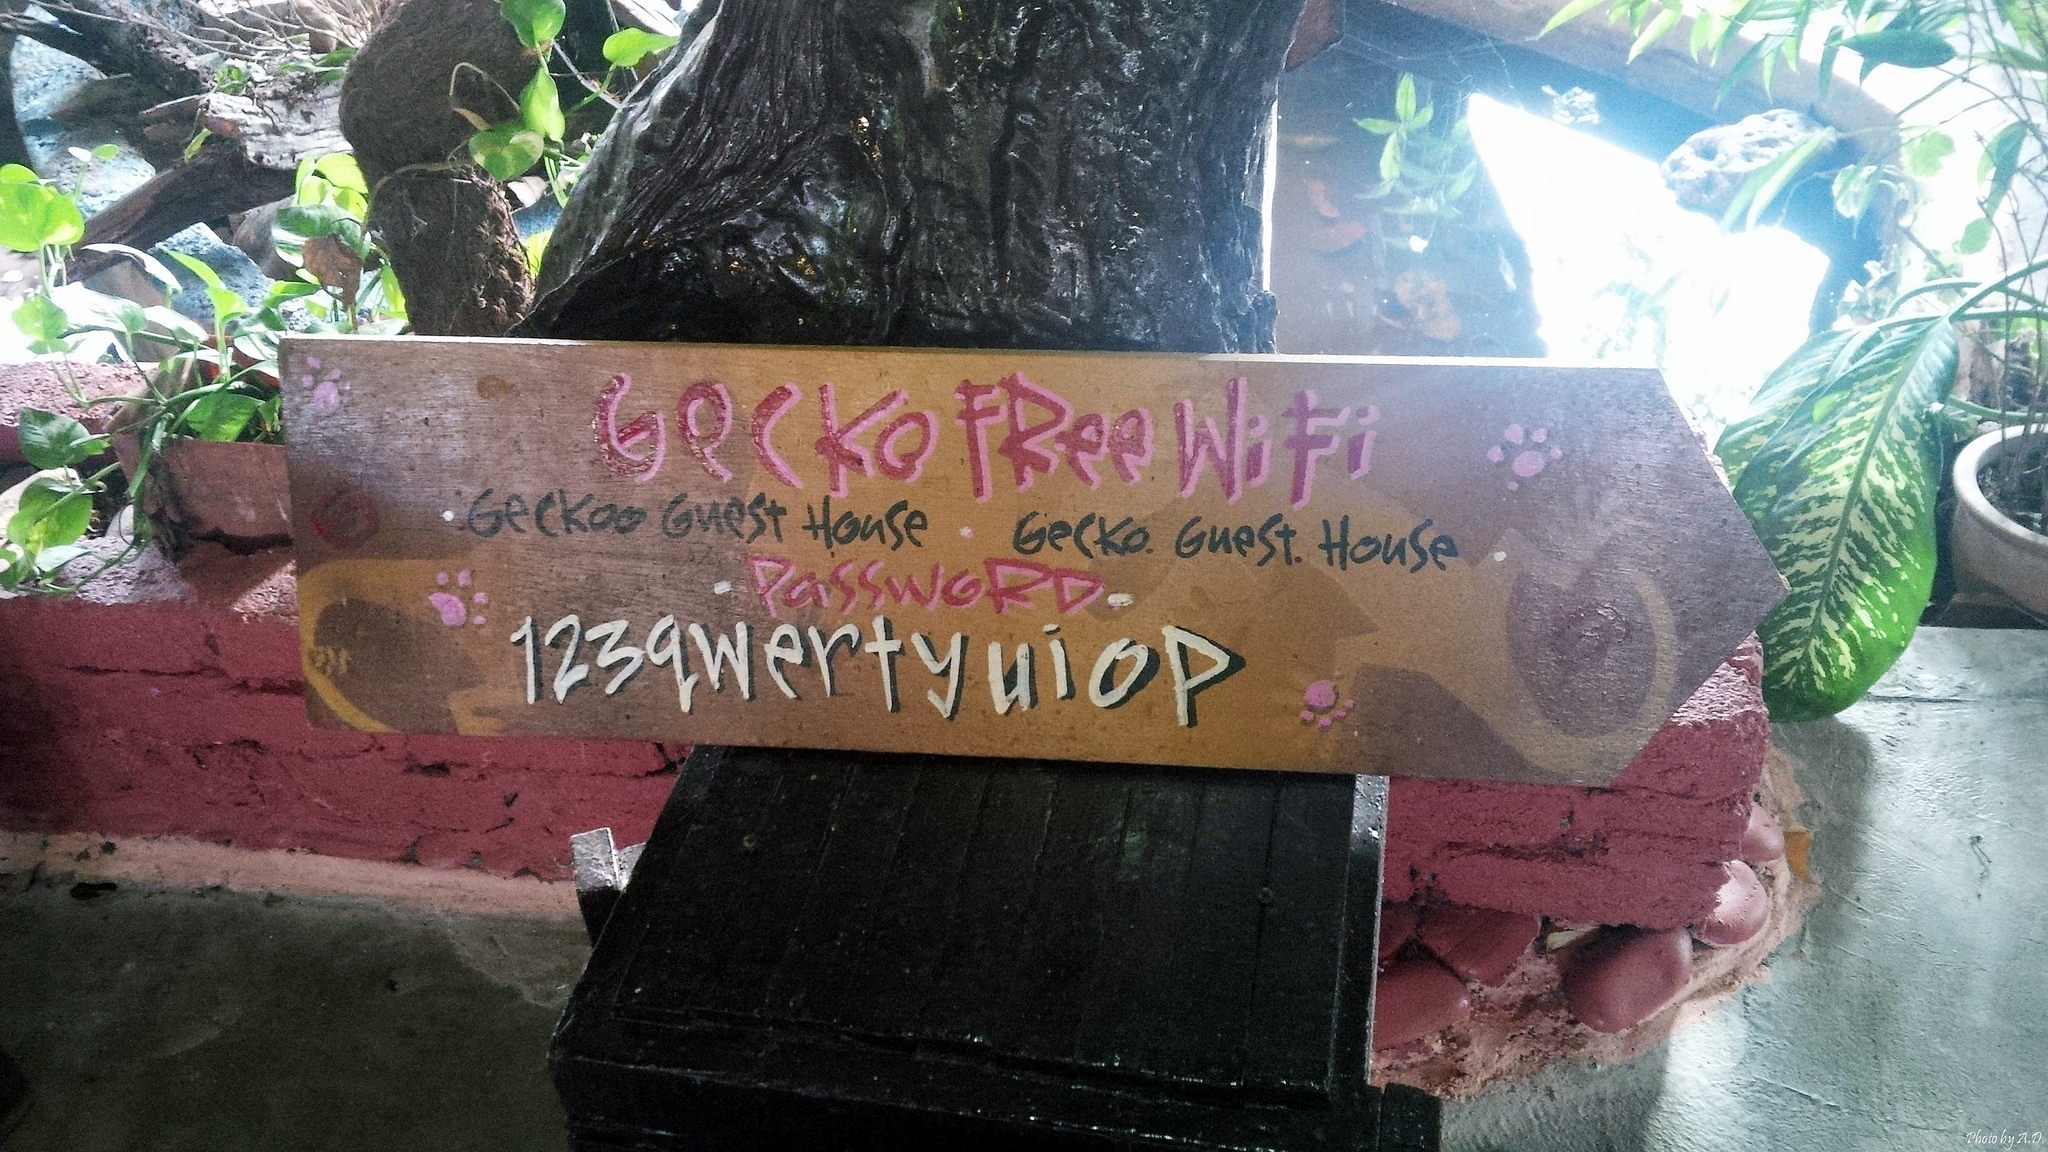 Gecko FRee WiFi
Geckoo Guest House Gecko. Guest. House
PasswoRD
123qwertyuiop
Photo by A.D.